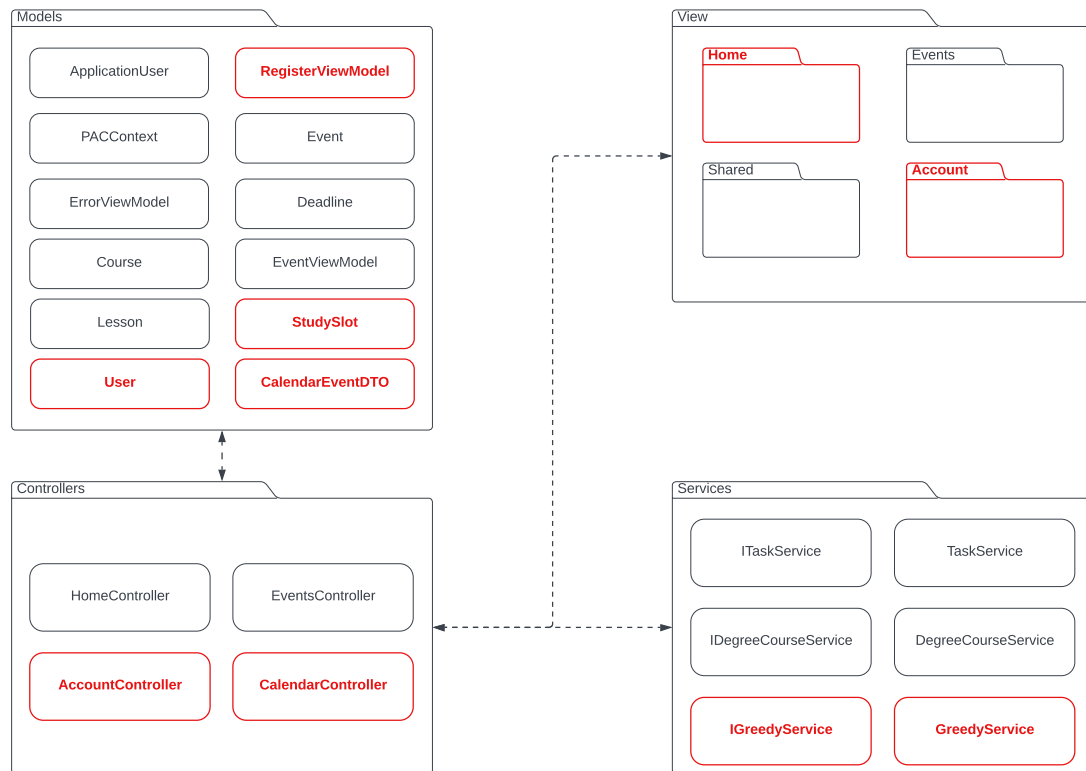 Models
ApplicationUser
RegisterViewModel
PACContext
Event
ErrorViewModel
Deadline
Course
EventViewModel
Lesson
StudySlot
User
CalendarEventDTO
View
Home
Events
Shared
Account
Controllers
HomeController
EventsController
AccountController
CalendarController
Services
ITaskService
TaskService
IDegreeCourseService
DegreeCourseService
IGreedyService
GreedyService